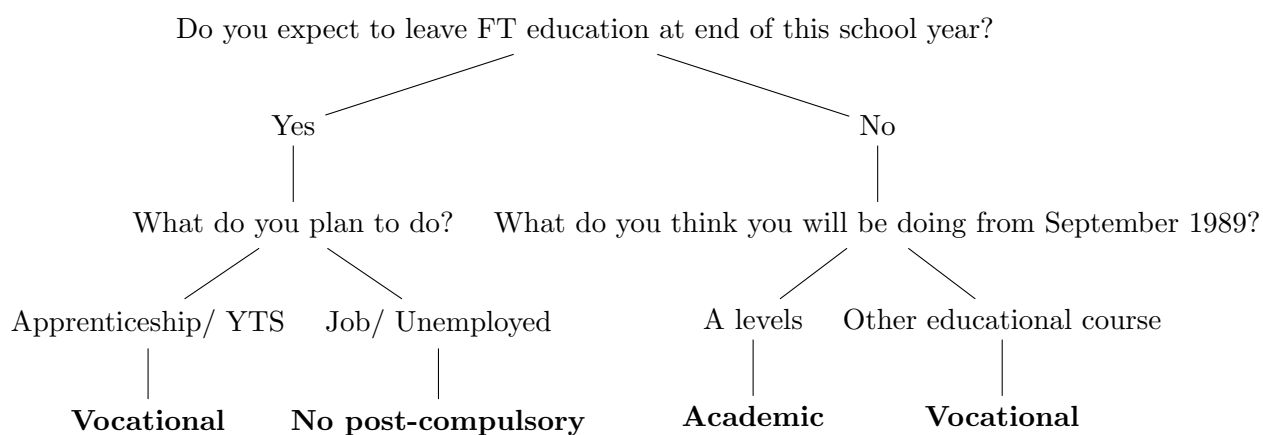 Do you expect to leave FT education at end of this school year?
Yes
No
What do you plan to do?
What do you think you will be doing from September 1989?
Apprenticeship/ YTS
Job/ Unemployed
A levels
Other educational course
Vocational
No post-compulsory
Academic
Vocational